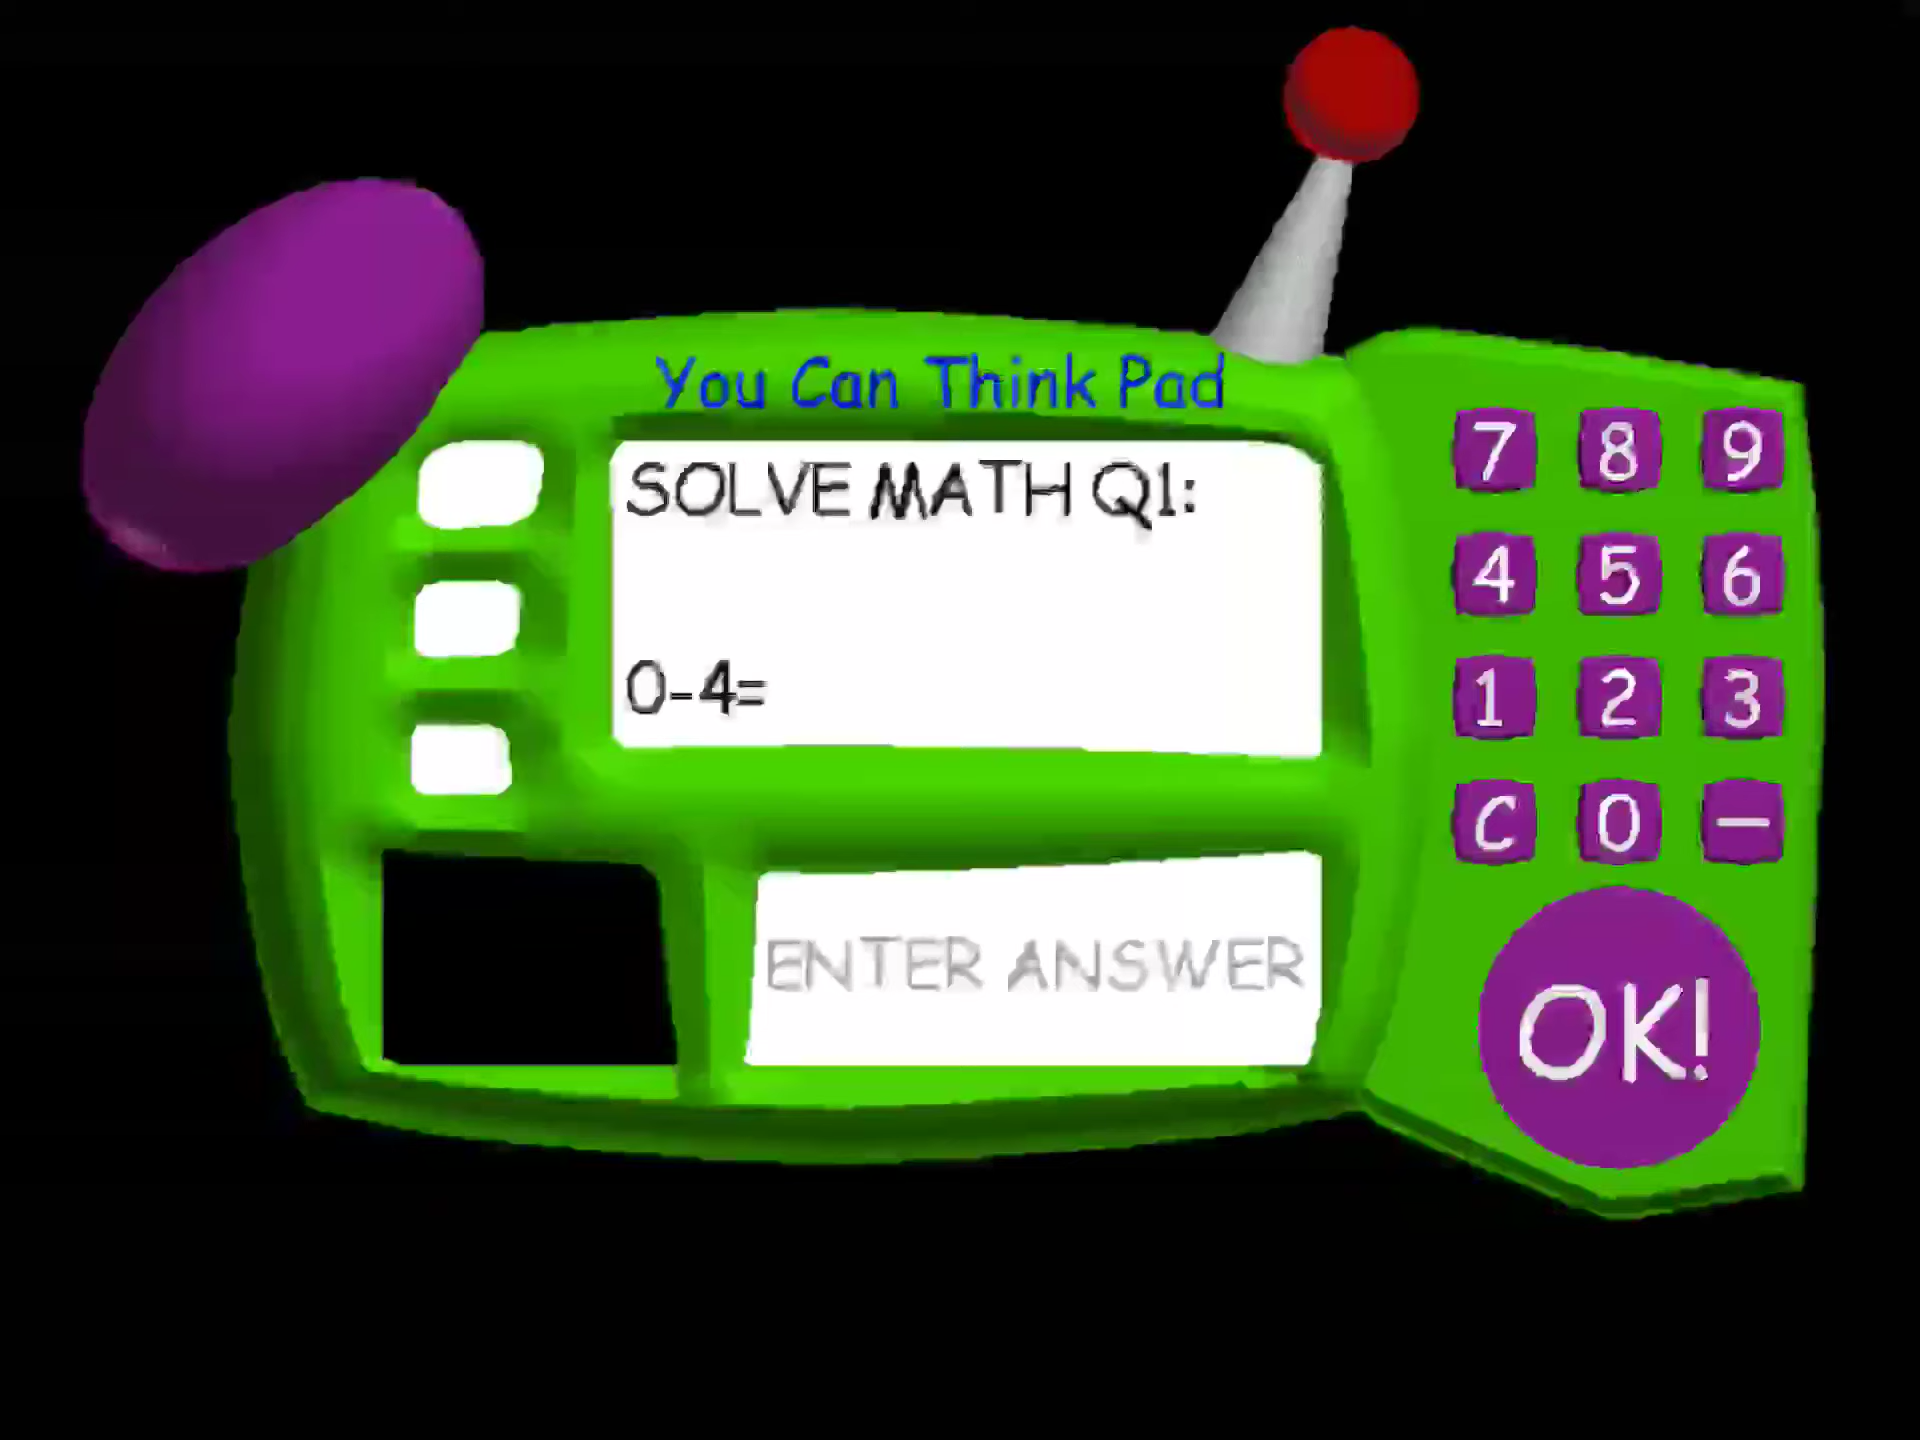 You Can Think Pad
SOLVE MATH Q1:
0-4=
ENTER ANSWER
7 8 9
4 5 6
1 2 3
C 0 –
OK!